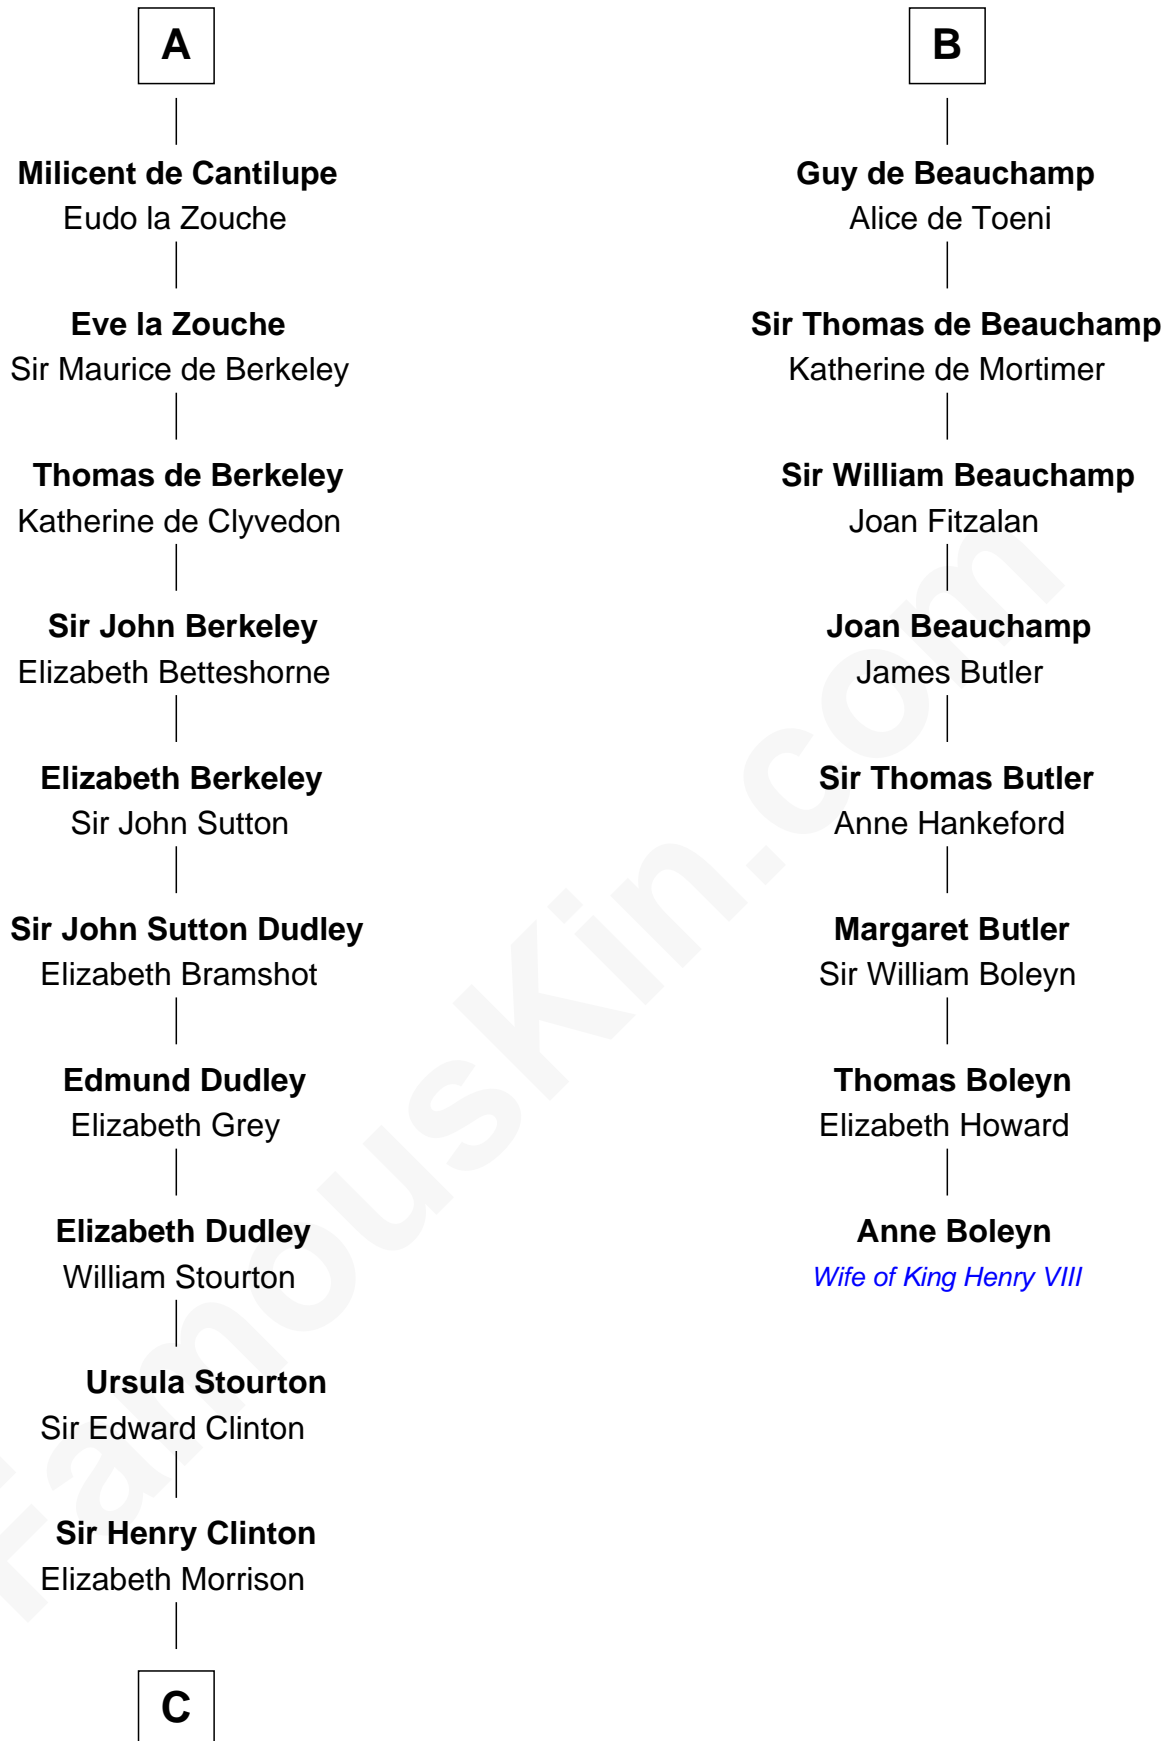 A
Milicent de Cantilupe
Eudo la Zouche
Eve la Zouche
Sir Maurice de Berkeley
Thomas de Berkeley
Katherine de Clyvedon
Sir John Berkeley
Elizabeth Betteshorne
Elizabeth Berkeley
Sir John Sutton
Sir John Sutton Dudley
Elizabeth Bramshot
Edmund Dudley
Elizabeth Grey
Elizabeth Dudley
William Stourton
Ursula Stourton
Sir Edward Clinton
Sir Henry Clinton
Elizabeth Morrison
C
B
Guy de Beauchamp
Alice de Toeni
Sir Thomas de Beauchamp
Katherine de Mortimer
Sir William Beauchamp
Joan Fitzalan
Joan Beauchamp
James Butler
Sir Thomas Butler
Anne Hankeford
Margaret Butler
Sir William Boleyn
Thomas Boleyn
Elizabeth Howard
Anne Boleyn
Wife of King Henry VIII
FamousKin.com